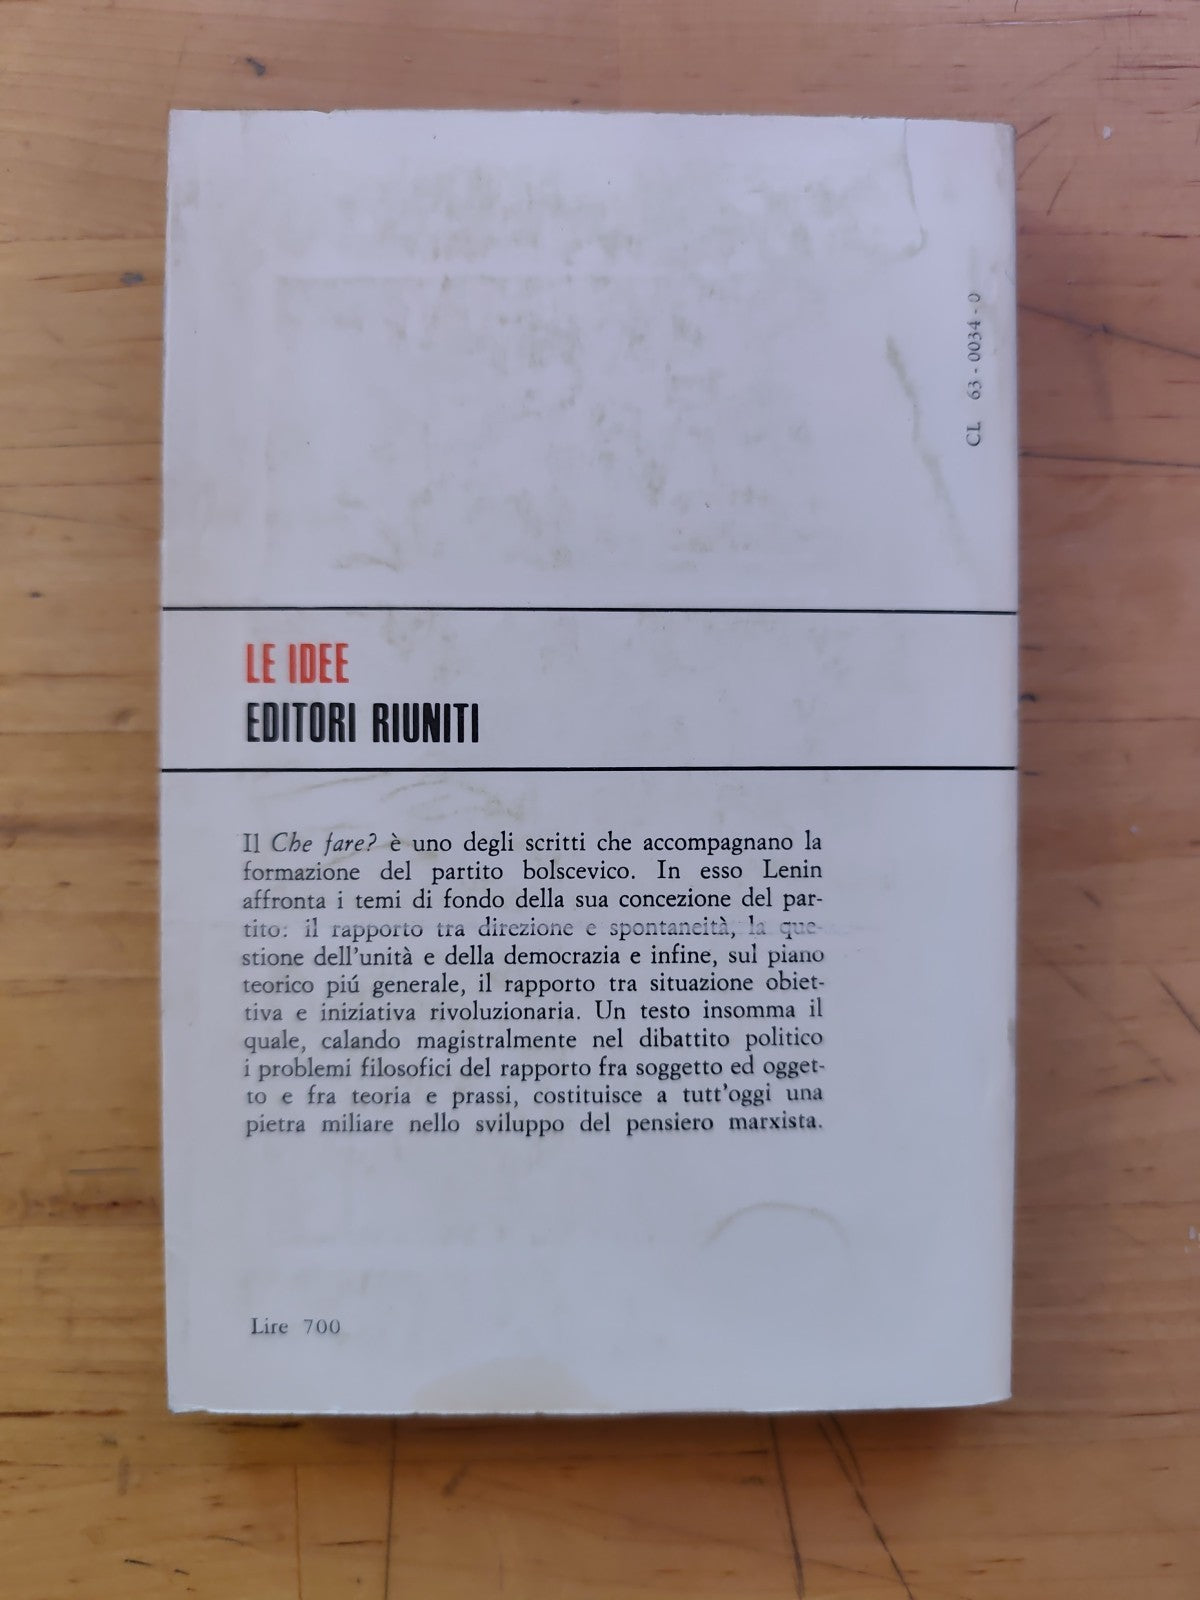 CL 63-0034-0
LE IDEE
EDITORI RIUNITI
Il Che fare? è uno degli scritti che accompagnano la
formazione del partito bolscevico. In esso Lenin
affronta i temi di fondo della sua concezione del par-
tito: il rapporto tra direzione e spontaneità, la que-
stione dell'unità e della democrazia e infine, sul piano
teorico piú generale, il rapporto tra situazione obiet-
tiva e iniziativa rivoluzionaria. Un testo insomma il
quale, calando magistralmente nel dibattito politico
i problemi filosofici del rapporto fra soggetto ed ogget-
to e fra teoria e prassi, costituisce a tutt'oggi una
pietra miliare nello sviluppo del pensiero marxista.
Lire 700